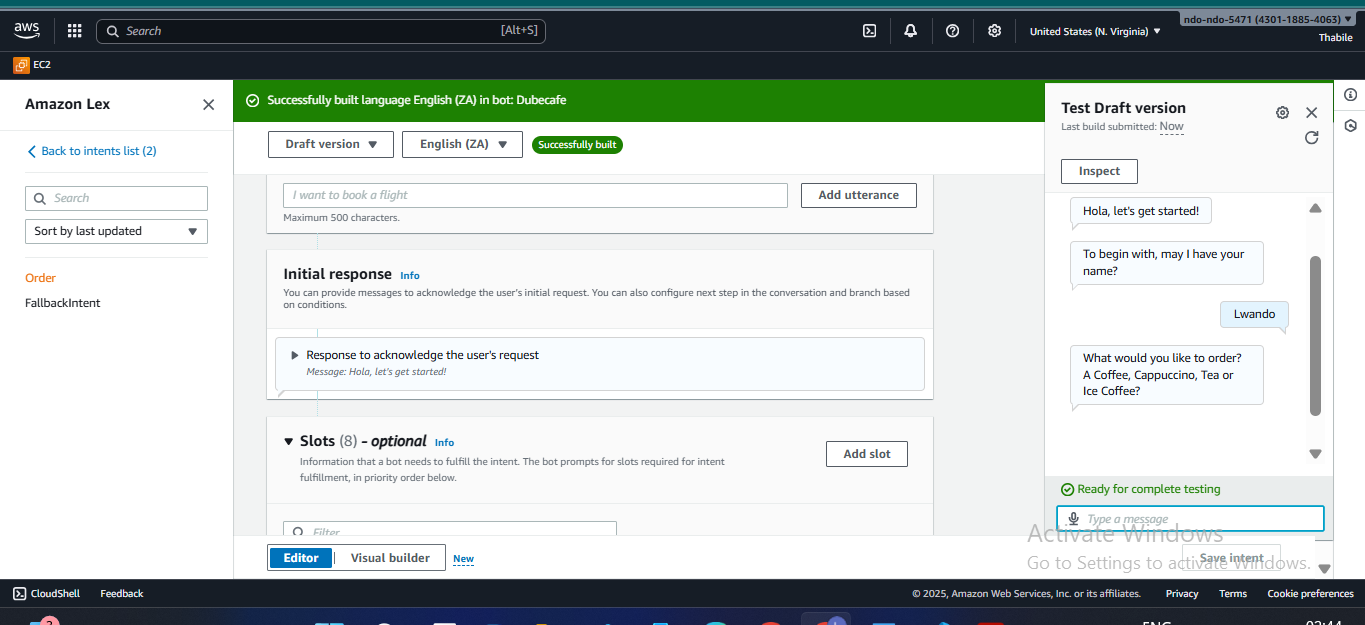 aws
Search
[Alt+S]
United States (N. Virginia)
ndo-ndo-5471 (4301-1885-4063)
Thabile
EC2
Amazon Lex
Back to intents list (2)
Search
Sort by last updated
Order
FallbackIntent
Successfully built language English (ZA) in bot: Dubecafe
Draft version
English (ZA)
Successfully built
I want to book a flight
Add utterance
Maximum 500 characters.
Initial response Info
You can provide messages to acknowledge the user's initial request. You can also configure next step in the conversation and branch based
on conditions.
Response to acknowledge the user's request
Message: Hola, let's get started!
Slots (8) - optional Info
Information that a bot needs to fulfill the intent. The bot prompts for slots required for intent
fulfillment, in priority order below.
Add slot
Filter
Editor
Visual builder
New
Test Draft version
Last build submitted: Now
Inspect
Hola, let's get started!
To begin with, may I have your
name?
Lwando
What would you like to order?
A Coffee, Cappuccino, Tea or
Ice Coffee?
Ready for complete testing
Type a message
Activate Windows
Save intent
Go to Settings to activate Windows.
CloudShell
Feedback
© 2025, Amazon Web Services, Inc. or its affiliates.
Privacy
Terms
Cookie preferences
2
ENG
02:44